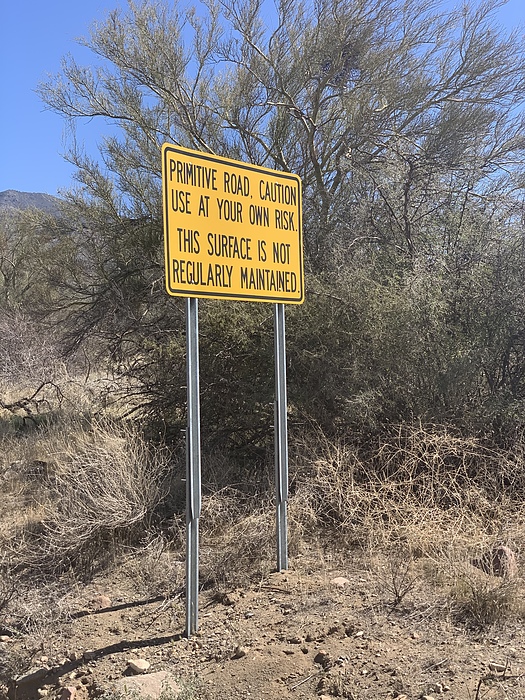 PRIMITIVE ROAD, CAUTION
USE AT YOUR OWN RISK.
THIS SURFACE IS NOT
REGULARLY MAINTAINED.